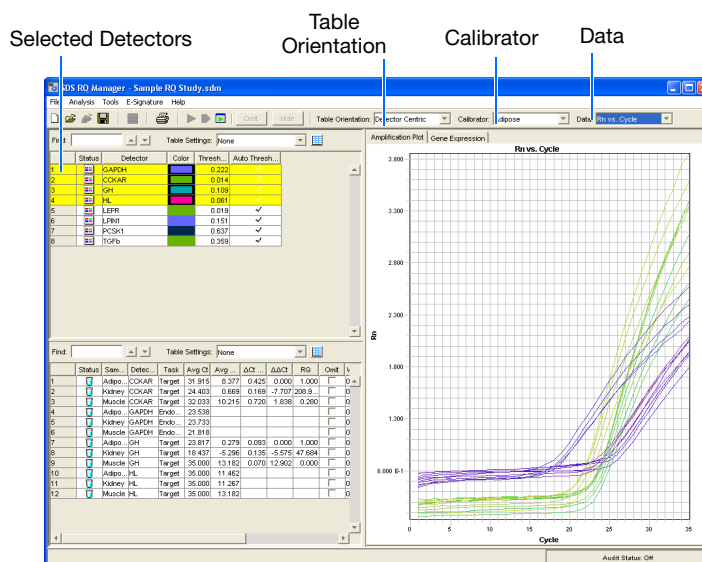 Selected Detectors
Table
Orientation
Calibrator
Data
SDS RQ Manager - Sample RQ Study.sdm
File Analysis Tools E-Signature Help
Omit Hide Table Orientation: Detector Centric Calibrator: Adipose Data: Rn vs. Cycle
Find: Table Settings: None
Status Detector Color Thresh... Auto Thresh...
1 GAPDH 0.222
2 CCKAR 0.014
3 GH 0.109
4 HL 0.061
5 LEPR 0.019
6 LPIN1 0.151
7 PCSK1 0.637
8 TGFb 0.359
Find: Table Settings: None
Status Sam... Detec... Task Avg Ct Avg ... ΔCt ... ΔΔCt RQ Omit
1 Adipo... CCKAR Target 31.915 8.377 0.425 0.000 1.000 0
2 Kidney CCKAR Target 24.403 0.669 0.169 -7.707 208.9... 0
3 Muscle CCKAR Target 32.033 10.215 0.720 1.838 0.280 0
4 Adipo... GAPDH Endo... 23.538 0
5 Kidney GAPDH Endo... 23.733 0
6 Muscle GAPDH Endo... 21.818 0
7 Adipo... GH Target 23.817 0.279 0.093 0.000 1.000 0
8 Kidney GH Target 18.437 -5.296 0.135 -5.575 47.684 0
9 Muscle GH Target 35.000 13.182 0.070 12.902 0.000 0
10 Adipo... HL Target 35.000 11.462 0
11 Kidney HL Target 35.000 11.267 0
12 Muscle HL Target 35.000 13.182 0
Amplification Plot Gene Expression
Rn vs. Cycle
3.800
3.300
2.800
2.300
1.800
1.300
8.000 E-1
Rn
0 5 10 15 20 25 30 35
Cycle
Audit Status: Off